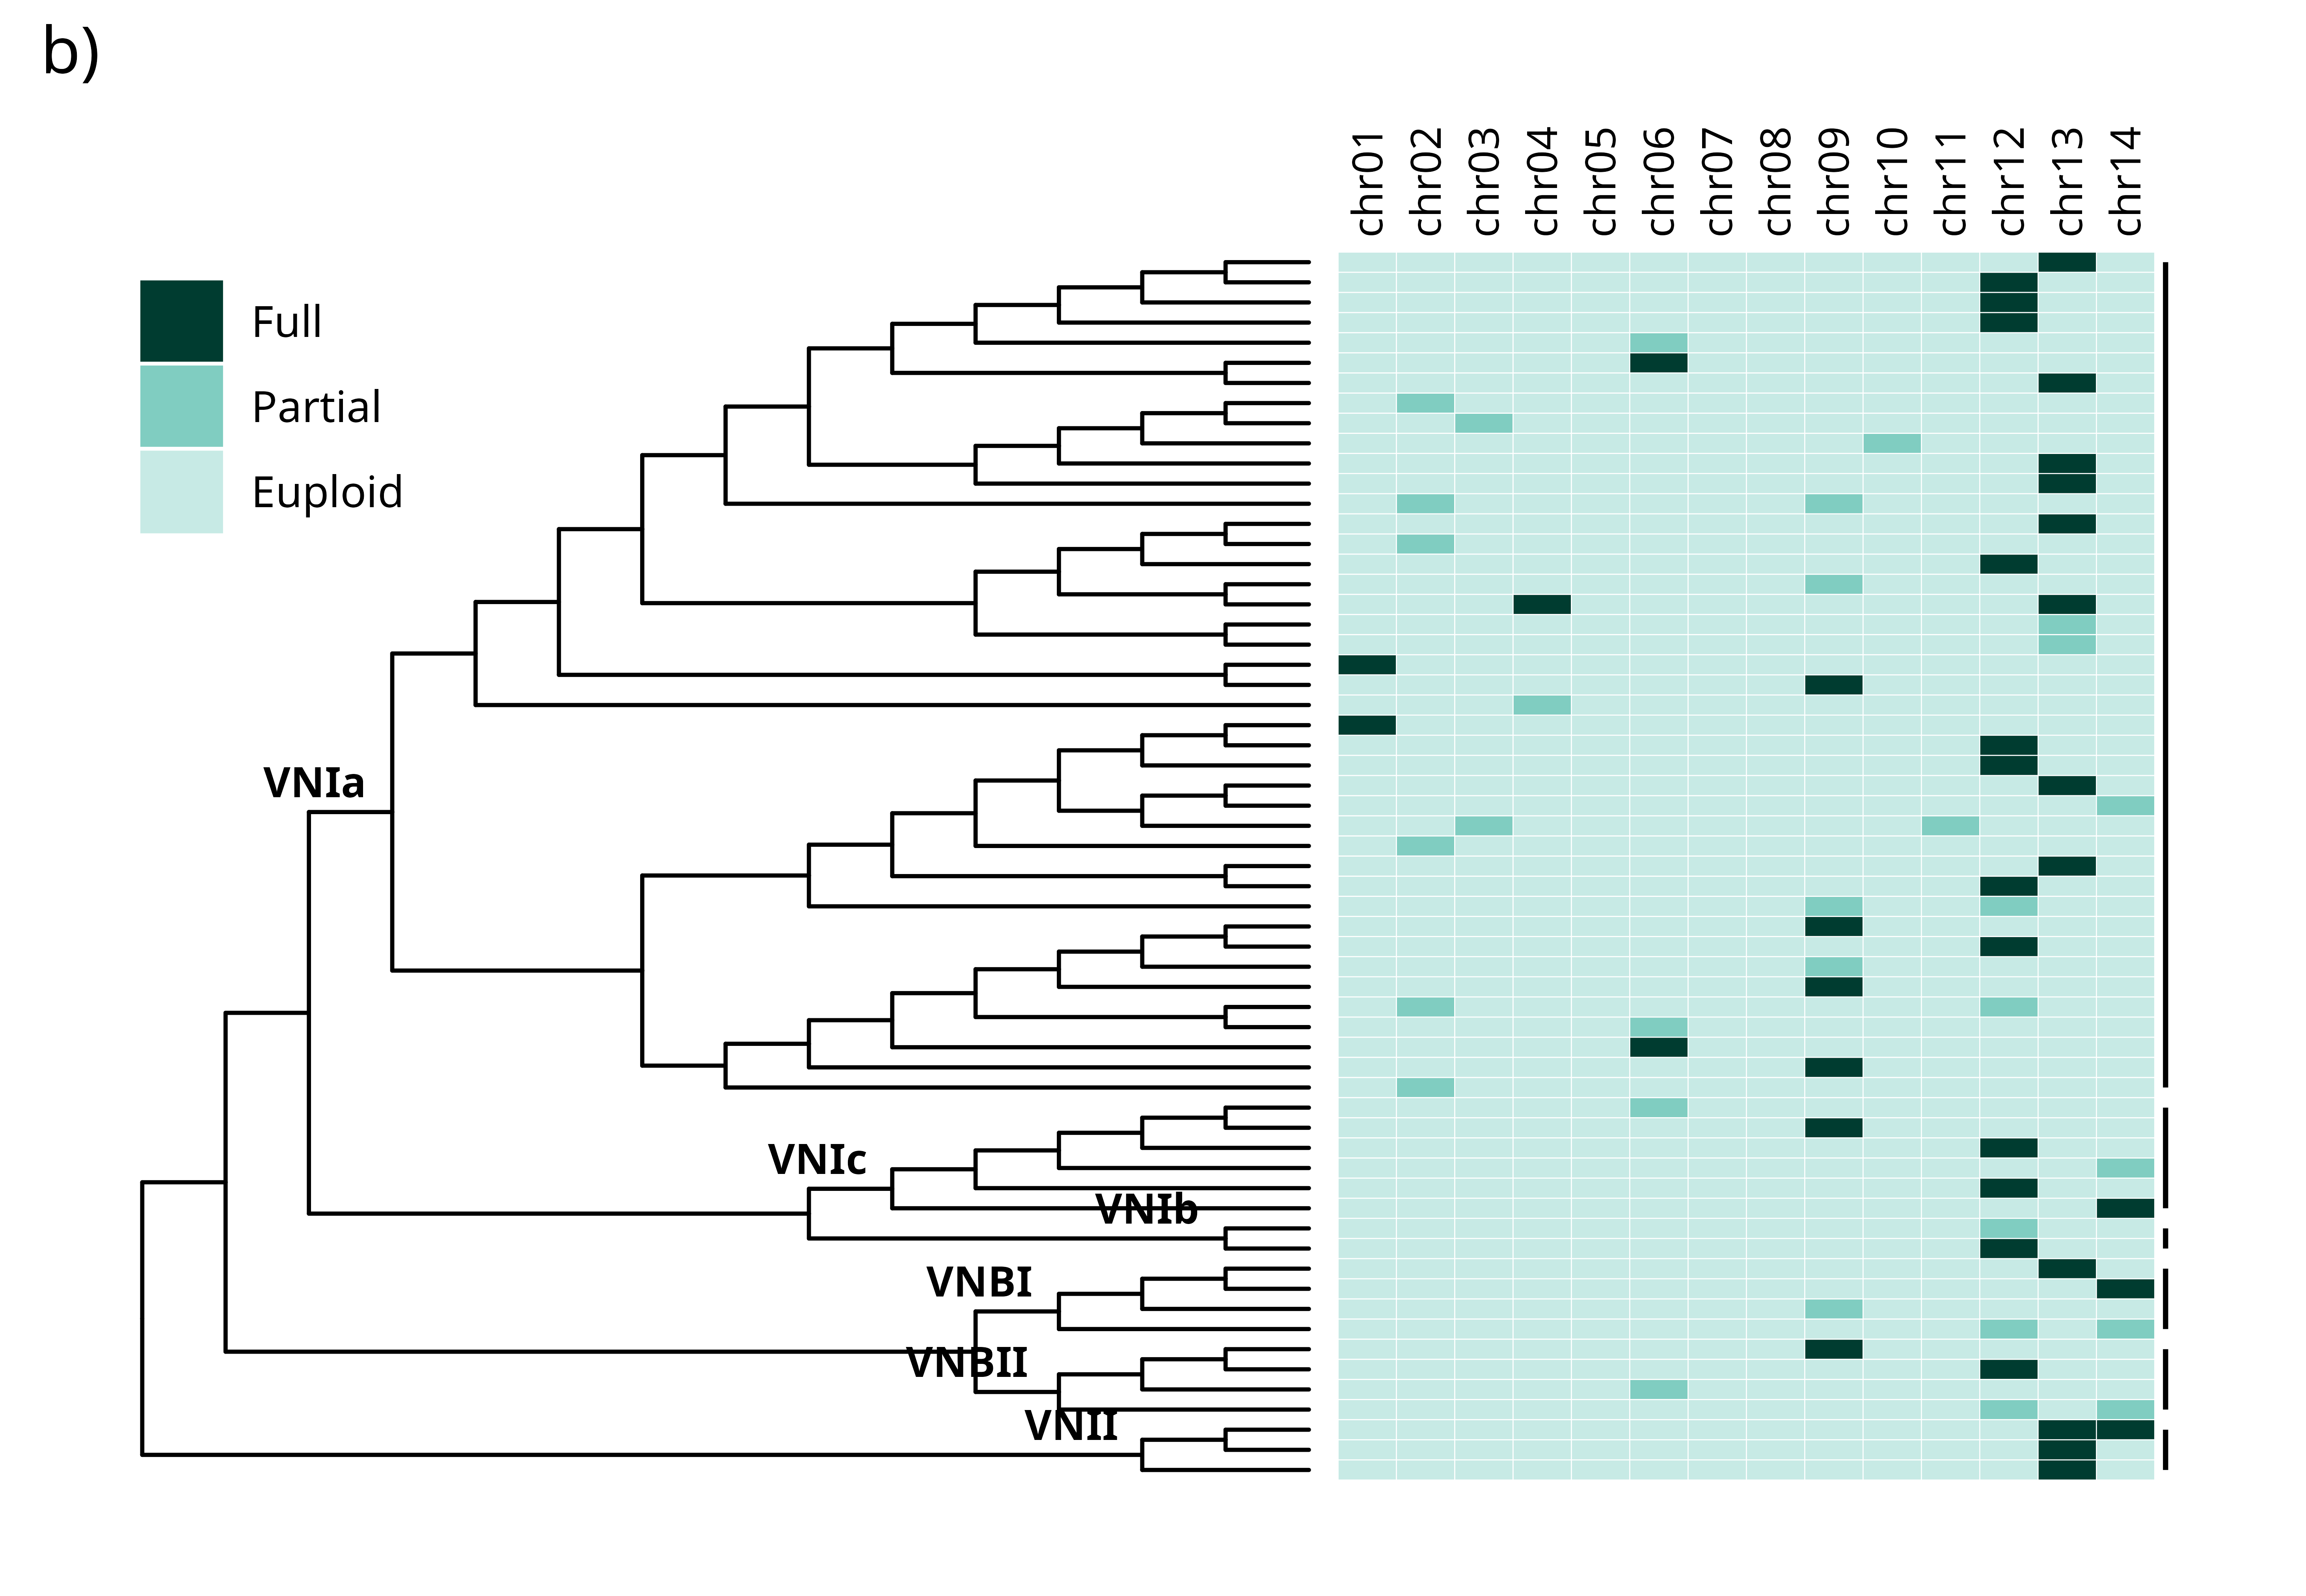 b)
chr01
chr02
chr03
chr04
chr05
chr06
chr07
chr08
chr09
chr10
chr11
chr12
chr13
chr14
Full
Partial
Euploid
VNIa
VNIc
VNIb
VNBI
VNBII
VNII